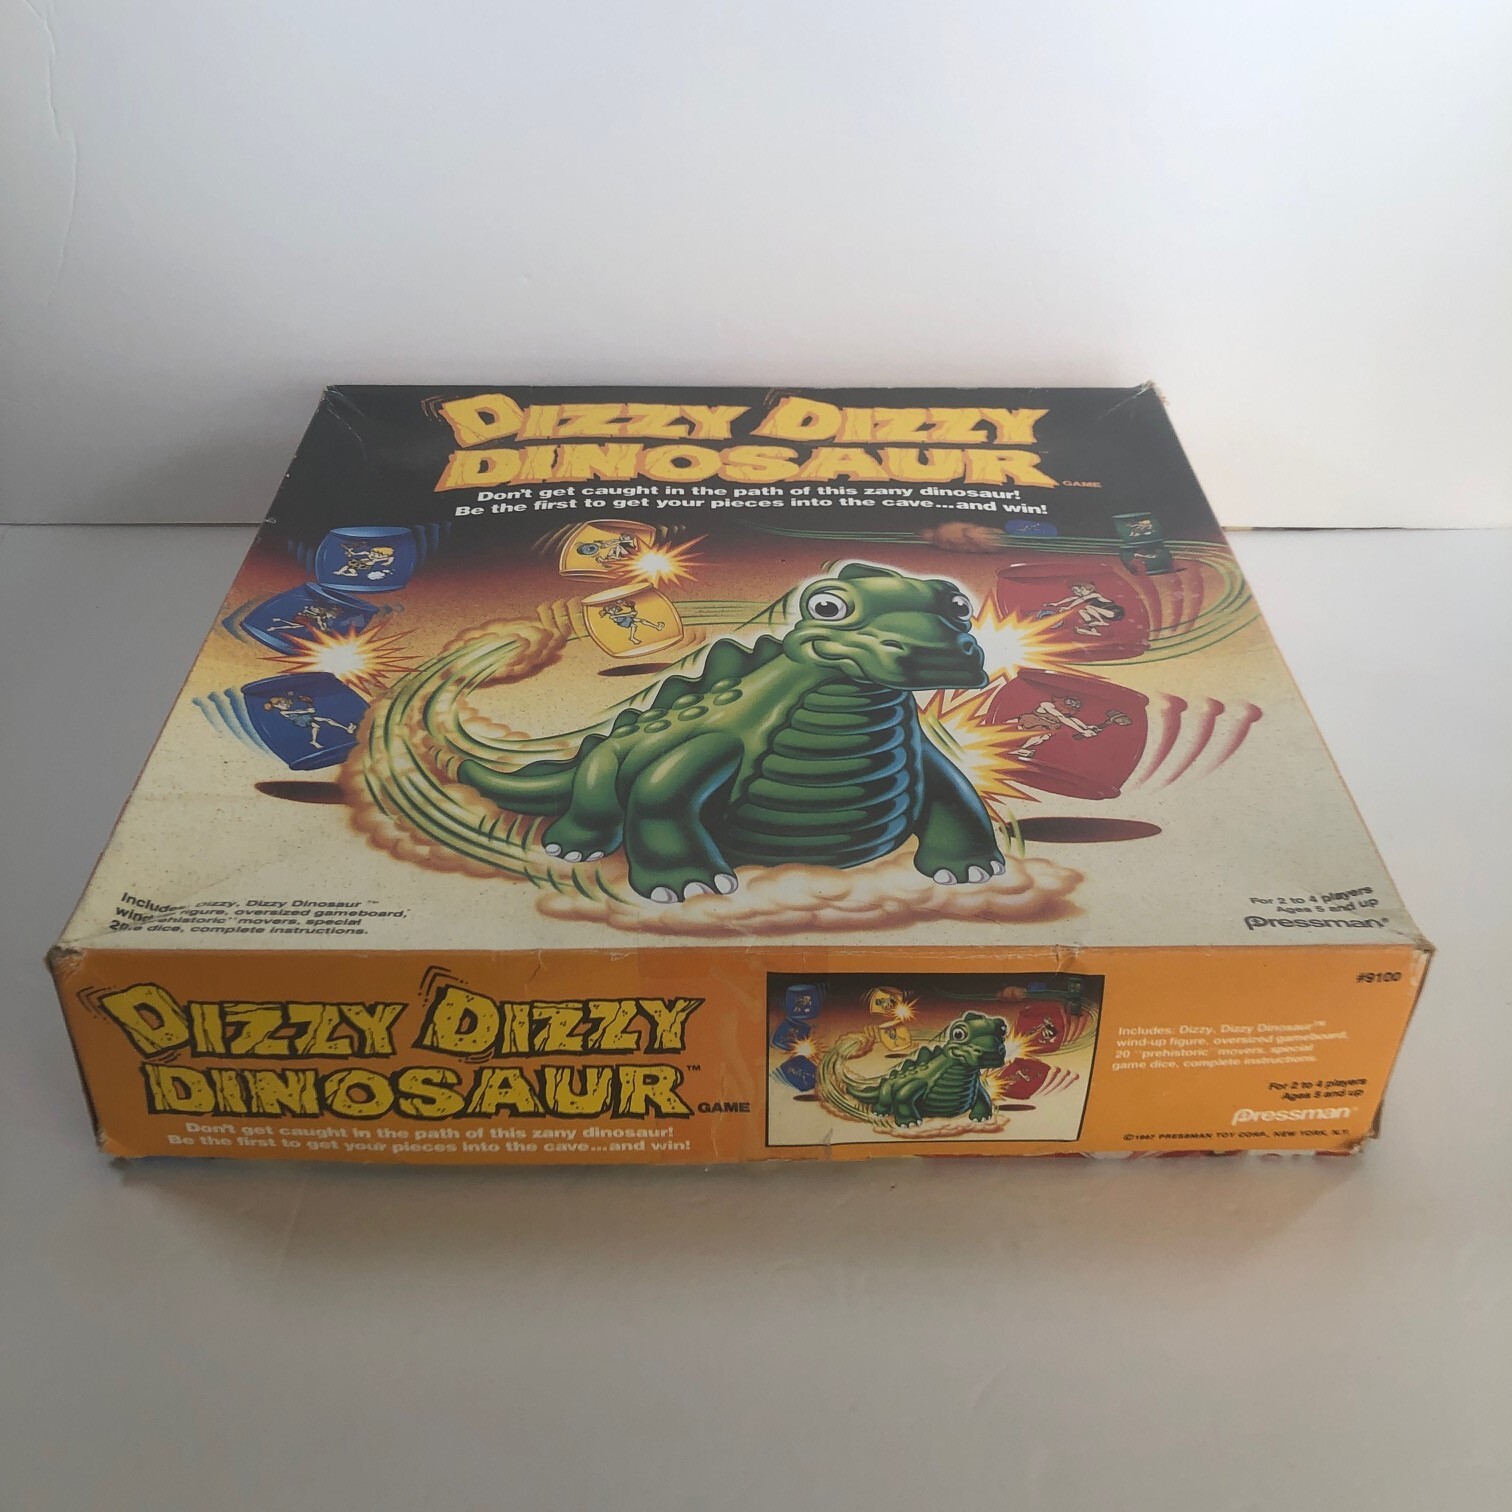 DIZZY DIZZY
DINOSAUR GAME
Don't get caught in the path of this zany dinosaur!
Be the first to get your pieces into the cave...and win!
Includes: Dizzy, Dizzy Dinosaur™
figure, oversized gameboard,
movers, special
dice, complete instructions.
For 2 to 4 players
Ages 5 and up
Pressman®
DIZZY DIZZY
DINOSAUR™ GAME
Don't get caught in the path of this zany dinosaur!
Be the first to get your pieces into the cave...and win!
#9100
Includes: Dizzy, Dizzy Dinosaur™
wind-up figure, oversized gameboard,
20 "prehistoric" movers, special
game dice, complete instructions.
For 2 to 4 players
Ages 5 and up
Pressman®
©1987 PRESSMAN TOY CORP., NEW YORK, N.Y.